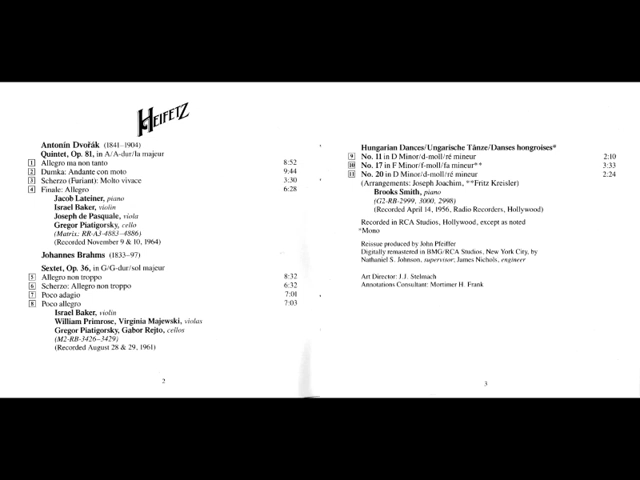 HEIFETZ
Antonín Dvořák (1841–1904)
Quintet, Op. 81, in A/A-dur/la majeur
1 Allegro ma non tanto 8:52
2 Dumka: Andante con moto 9:44
3 Scherzo (Furiant): Molto vivace 3:30
4 Finale: Allegro 6:28
Jacob Lateiner, piano
Israel Baker, violin
Joseph de Pasquale, viola
Gregor Piatigorsky, cello
(Matrix: RR-A3-4883–4886)
(Recorded November 9 & 10, 1964)
Johannes Brahms (1833–97)
Sextet, Op. 36, in G/G-dur/sol majeur
5 Allegro non troppo 8:32
6 Scherzo: Allegro non troppo 6:32
7 Poco adagio 7:01
8 Poco allegro 7:03
Israel Baker, violin
William Primrose, Virginia Majewski, violas
Gregor Piatigorsky, Gabor Rejto, cellos
(M2-RB-3426–3429)
(Recorded August 28 & 29, 1961)
2
Hungarian Dances/Ungarische Tänze/Danses hongroises*
9 No. 11 in D Minor/d-moll/ré mineur 2:10
10 No. 17 in F Minor/f-moll/fa mineur** 3:33
11 No. 20 in D Minor/d-moll/ré mineur 2:24
(Arrangements: Joseph Joachim, **Fritz Kreisler)
Brooks Smith, piano
(G2-RB-2999, 3000, 2998)
(Recorded April 14, 1956, Radio Recorders, Hollywood)
Recorded in RCA Studios, Hollywood, except as noted
*Mono
Reissue produced by John Pfeiffer
Digitally remastered in BMG/RCA Studios, New York City, by
Nathaniel S. Johnson, supervisor; James Nichols, engineer
Art Director: J.J. Stelmach
Annotations Consultant: Mortimer H. Frank
3